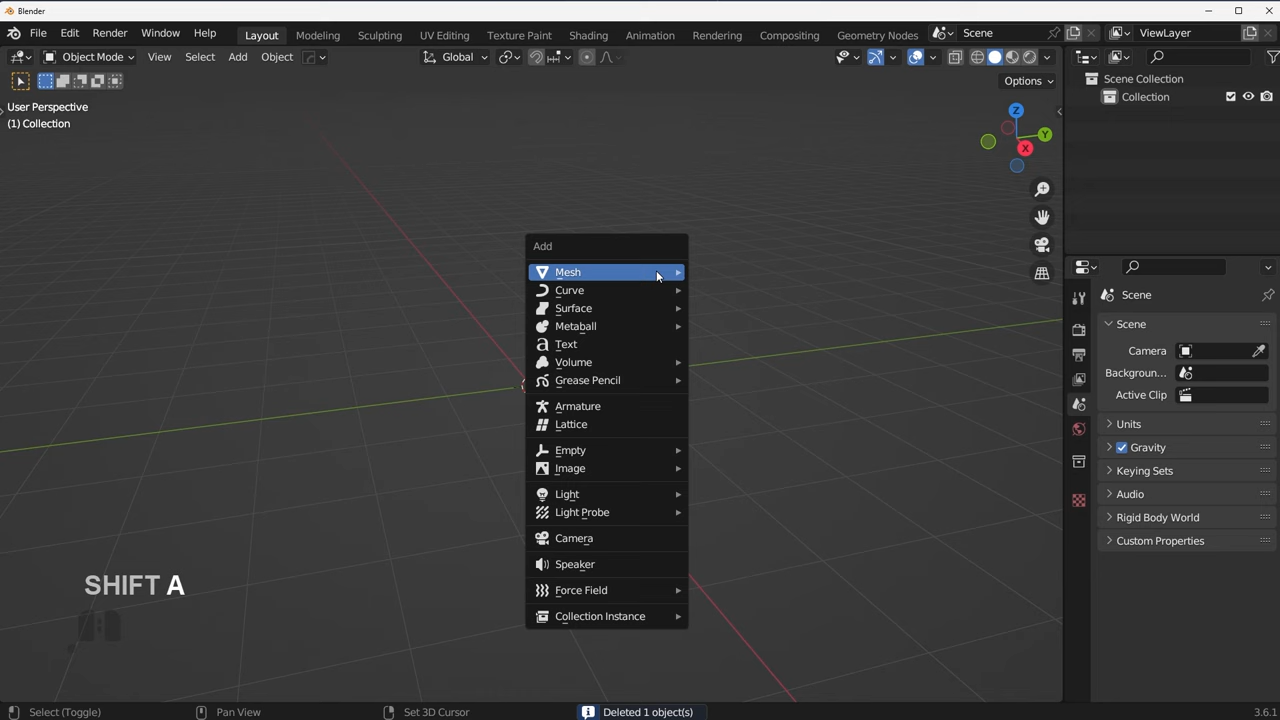 Blender
File Edit Render Window Help Layout Modeling Sculpting UV Editing Texture Paint Shading Animation Rendering Compositing Geometry Nodes Scene ViewLayer
Object Mode View Select Add Object Global
Options
User Perspective
(1) Collection
Z
Y
X
Add
Mesh
Curve
Surface
Metaball
Text
Volume
Grease Pencil
Armature
Lattice
Empty
Image
Light
Light Probe
Camera
Speaker
Force Field
Collection Instance
SHIFT A
Scene Collection
Collection
Scene
Scene
Camera
Backgroun...
Active Clip
Units
Gravity
Keying Sets
Audio
Rigid Body World
Custom Properties
Select (Toggle) Pan View Set 3D Cursor Deleted 1 object(s) 3.6.1